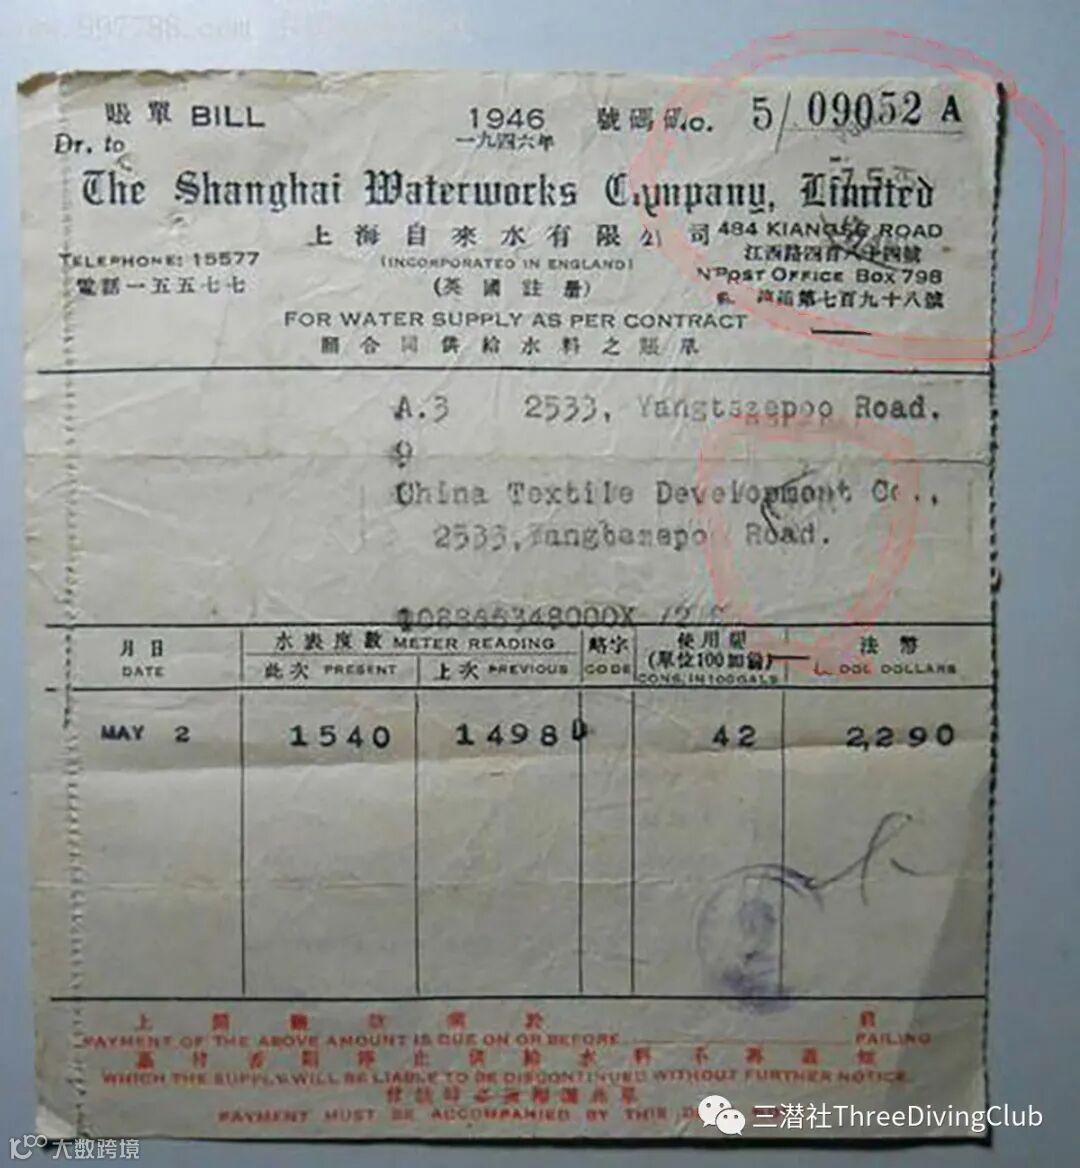 www.997788.com
賬單 BILL 1946 號碼 No. 5/09052 A
一九四六年
Dr. to
The Shanghai Waterworks Company, Limited
上海自來水有限公司 484 KIANGSE ROAD
TELEPHONE: 15577 (INCORPORATED IN ENGLAND) 江西路四百八十四號
電話一五五七七 (英國註册) POST OFFICE BOX 798
第七百九十八號
FOR WATER SUPPLY AS PER CONTRACT
合同供給水料之賬單
A.3 2533, Yangtszepoo Road.
9
China Textile Development Co.,
2533, Yangtszepoo Road.
月日 水表度數 METER READING 略字 使用量 法幣
DATE 此次 PRESENT 上次 PREVIOUS CODE (單位100加侖) DOLLARS
CONS. IN 100 GALS
MAY 2 1540 1498 D 42 2,290
PAYMENT OF THE ABOVE AMOUNT IS DUE ON OR BEFORE FAILING
WHICH THE SUPPLY WILL BE LIABLE TO BE DISCONTINUED WITHOUT FURTHER NOTICE.
PAYMENT MUST BE ACCOMPANIED BY THIS
三潜社ThreeDivingClub
大数跨境